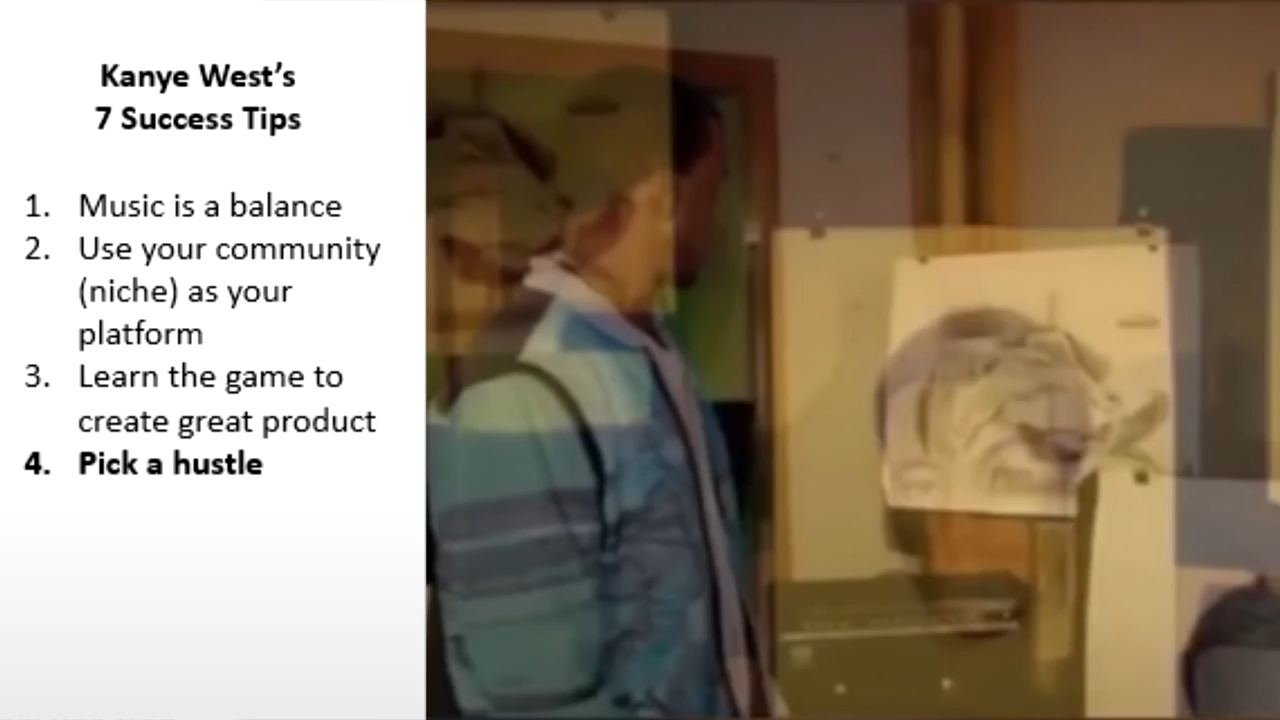 Kanye West’s
7 Success Tips
1. Music is a balance
2. Use your community
(niche) as your
platform
3. Learn the game to
create great product
4. Pick a hustle